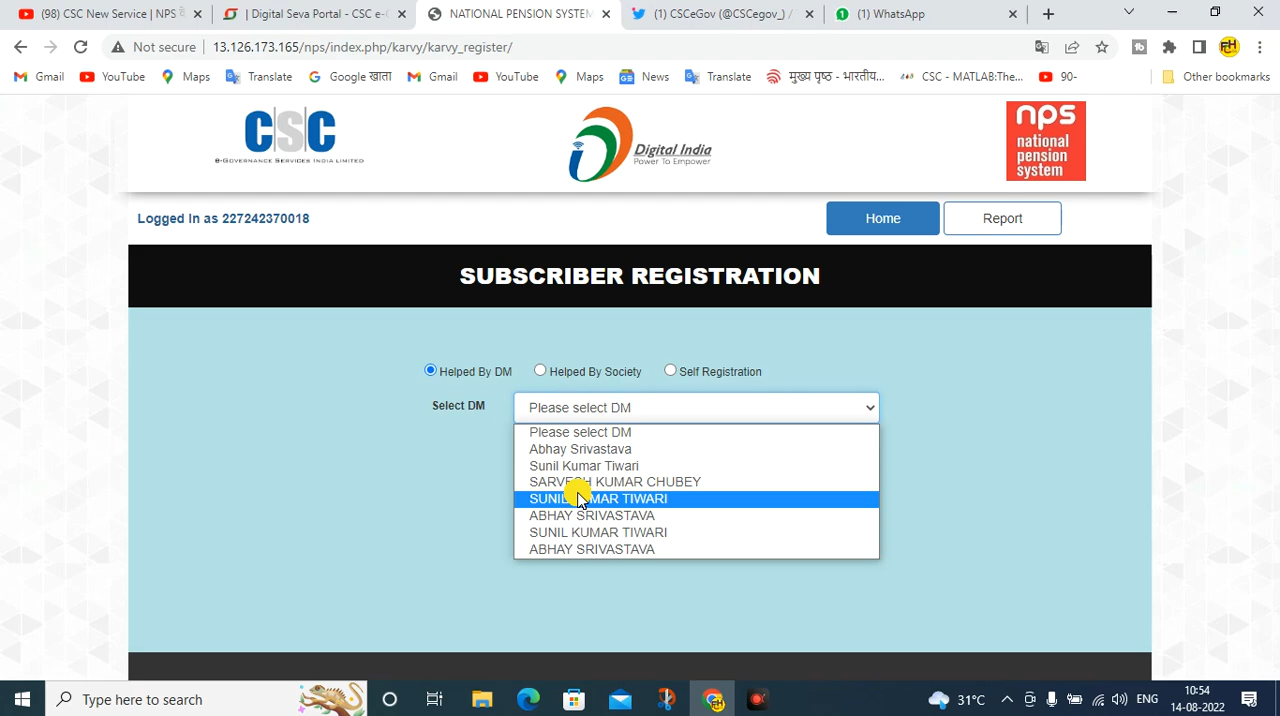 (98) CSC New Service | NPS
| Digital Seva Portal - CSC e-
NATIONAL PENSION SYSTEM
(1) CSCeGov (@CSCegov_) /
(1) WhatsApp
Not secure | 13.126.173.165/nps/index.php/karvy/karvy_register/
Gmail YouTube Maps Translate Google खाता Gmail YouTube Maps News Translate मुख्य पृष्ठ - भारतीय... CSC - MATLAB:The... 90- Other bookmarks
CSC
e-GOVERNANCE SERVICES INDIA LIMITED
Digital India
Power To Empower
nps
national
pension
system
Logged In as 227242370018
Home
Report
SUBSCRIBER REGISTRATION
Helped By DM Helped By Society Self Registration
Select DM Please select DM
Please select DM
Abhay Srivastava
Sunil Kumar Tiwari
SARVESH KUMAR CHUBEY
SUNIL KUMAR TIWARI
ABHAY SRIVASTAVA
SUNIL KUMAR TIWARI
ABHAY SRIVASTAVA
Type here to search
31°C
ENG
10:54
14-08-2022